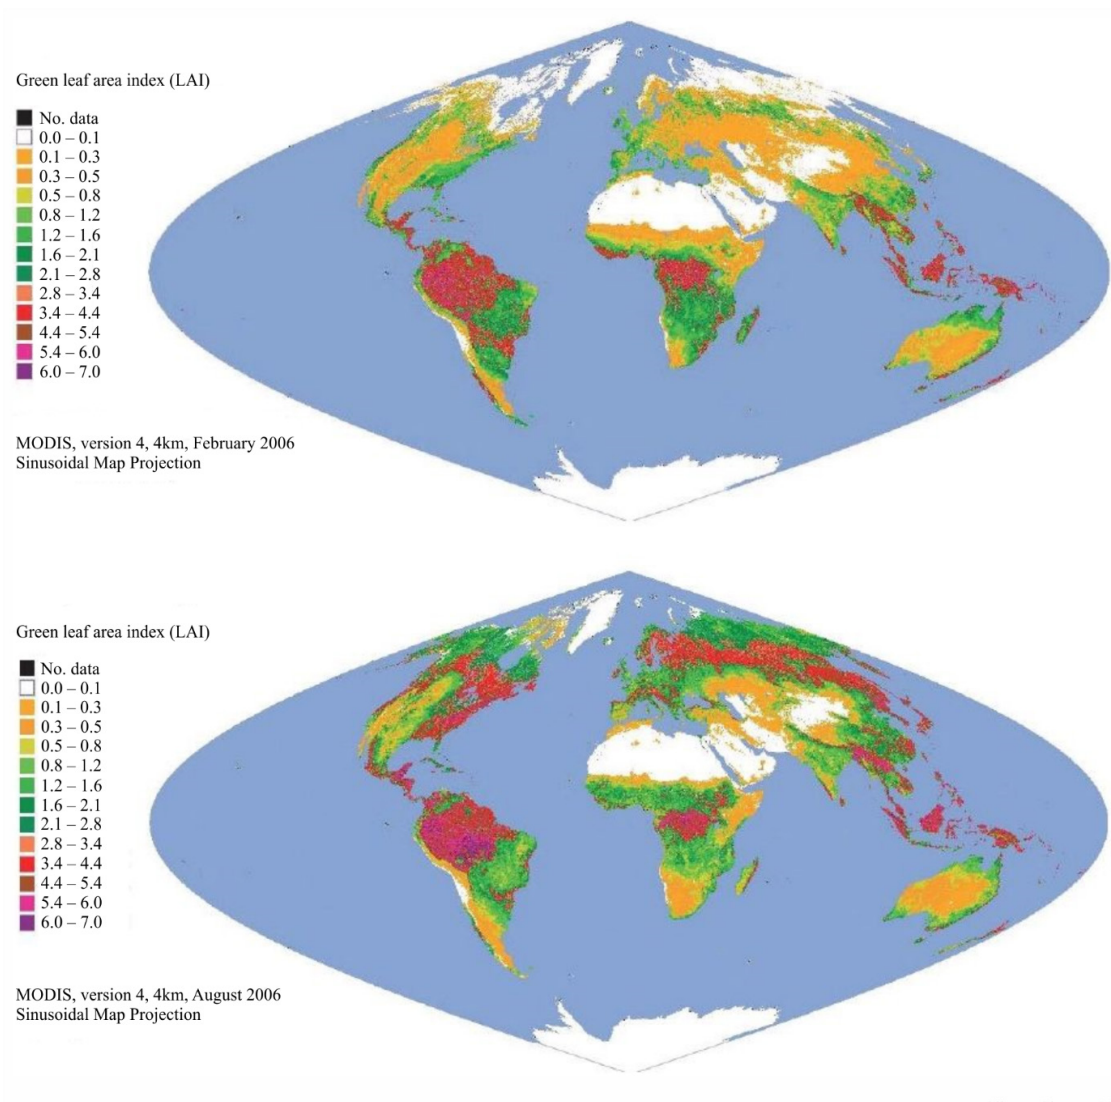 Green leaf area index (LAI)
No. data
0.0 – 0.1
0.1 – 0.3
0.3 – 0.5
0.5 – 0.8
0.8 – 1.2
1.2 – 1.6
1.6 – 2.1
2.1 – 2.8
2.8 – 3.4
3.4 – 4.4
4.4 – 5.4
5.4 – 6.0
6.0 – 7.0
MODIS, version 4, 4km, February 2006
Sinusoidal Map Projection
Green leaf area index (LAI)
No. data
0.0 – 0.1
0.1 – 0.3
0.3 – 0.5
0.5 – 0.8
0.8 – 1.2
1.2 – 1.6
1.6 – 2.1
2.1 – 2.8
2.8 – 3.4
3.4 – 4.4
4.4 – 5.4
5.4 – 6.0
6.0 – 7.0
MODIS, version 4, 4km, August 2006
Sinusoidal Map Projection